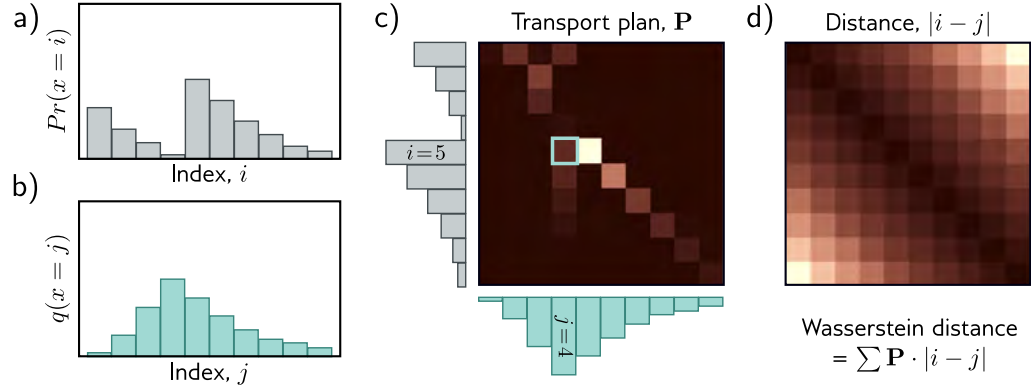 a)
Pr(x = i)
Index, i
b)
q(x = j)
Index, j
c)
Transport plan, P
i = 5
j = 4
d)
Distance, |i − j|
Wasserstein distance
= ∑ P · |i − j|